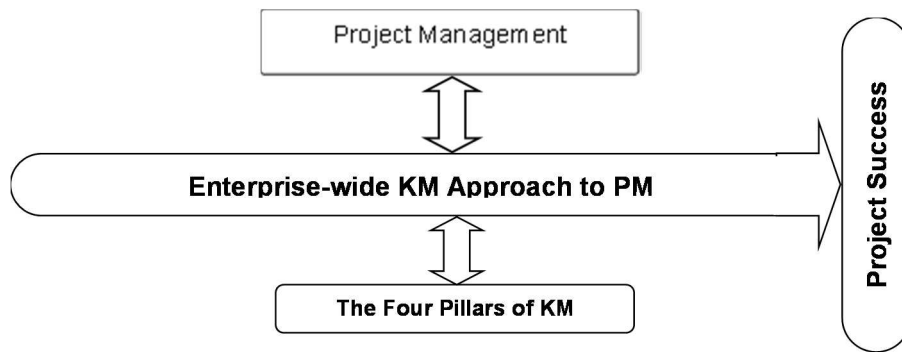 Project Management
Enterprise-wide KM Approach to PM
The Four Pillars of KM
Project Success